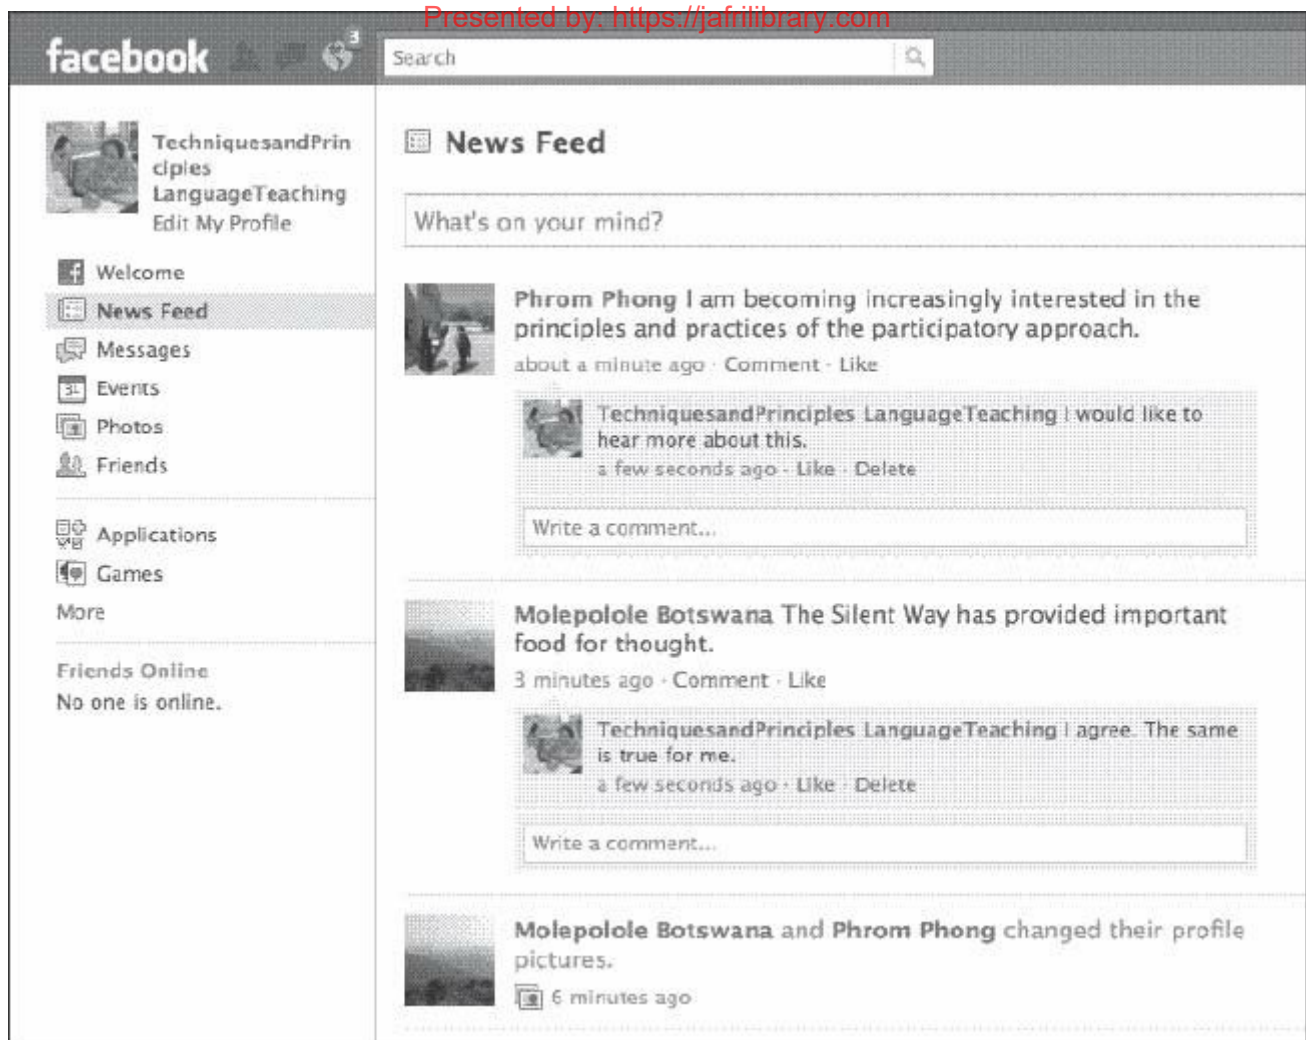 Presented by: https://jafrilibrary.com
facebook
3
Search
TechniquesandPrin
ciples
LanguageTeaching
Edit My Profile
Welcome
News Feed
Messages
31
Events
Photos
Friends
Applications
Games
More
Friends Online
No one is online.
News Feed
What's on your mind?
Phrom Phong I am becoming increasingly interested in the
principles and practices of the participatory approach.
about a minute ago · Comment · Like
TechniquesandPrinciples LanguageTeaching I would like to
hear more about this.
a few seconds ago · Like · Delete
Write a comment...
Molepolole Botswana The Silent Way has provided important
food for thought.
3 minutes ago · Comment · Like
TechniquesandPrinciples LanguageTeaching I agree. The same
is true for me.
a few seconds ago · Like · Delete
Write a comment...
Molepolole Botswana and Phrom Phong changed their profile
pictures.
6 minutes ago